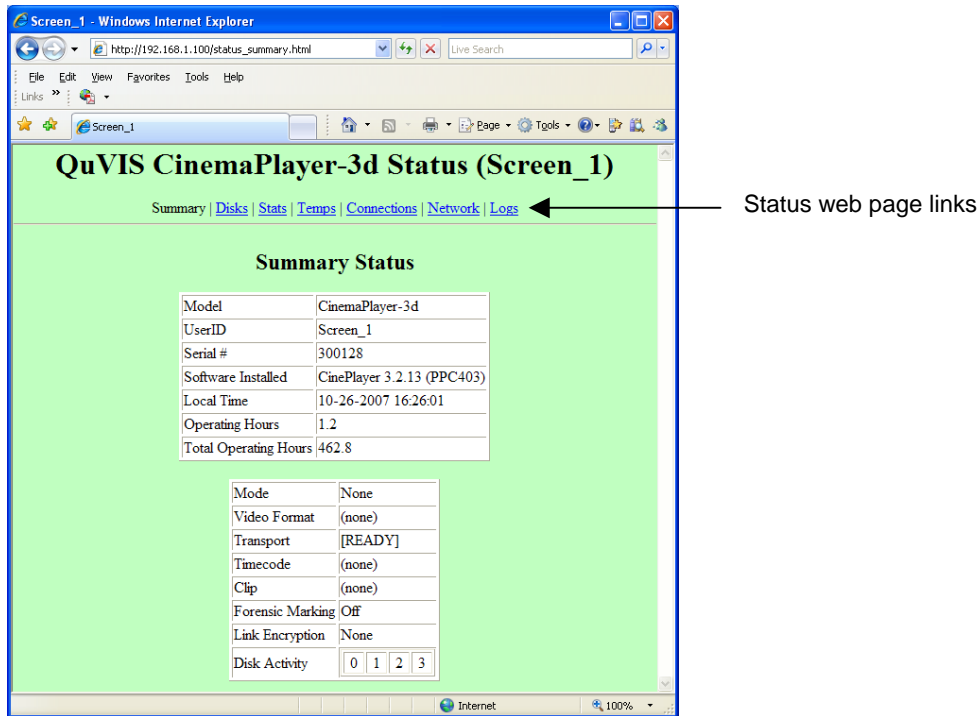 Screen_1 - Windows Internet Explorer
http://192.168.1.100/status_summary.html
Live Search
File Edit View Favorites Tools Help
Links »
Screen_1
Page Tools
QuVIS CinemaPlayer-3d Status (Screen_1)
Summary | Disks | Stats | Temps | Connections | Network | Logs
Status web page links
Summary Status
Model CinemaPlayer-3d
UserID Screen_1
Serial # 300128
Software Installed CinePlayer 3.2.13 (PPC403)
Local Time 10-26-2007 16:26:01
Operating Hours 1.2
Total Operating Hours 462.8
Mode None
Video Format (none)
Transport [READY]
Timecode (none)
Clip (none)
Forensic Marking Off
Link Encryption None
Disk Activity 0 1 2 3
Internet 100%